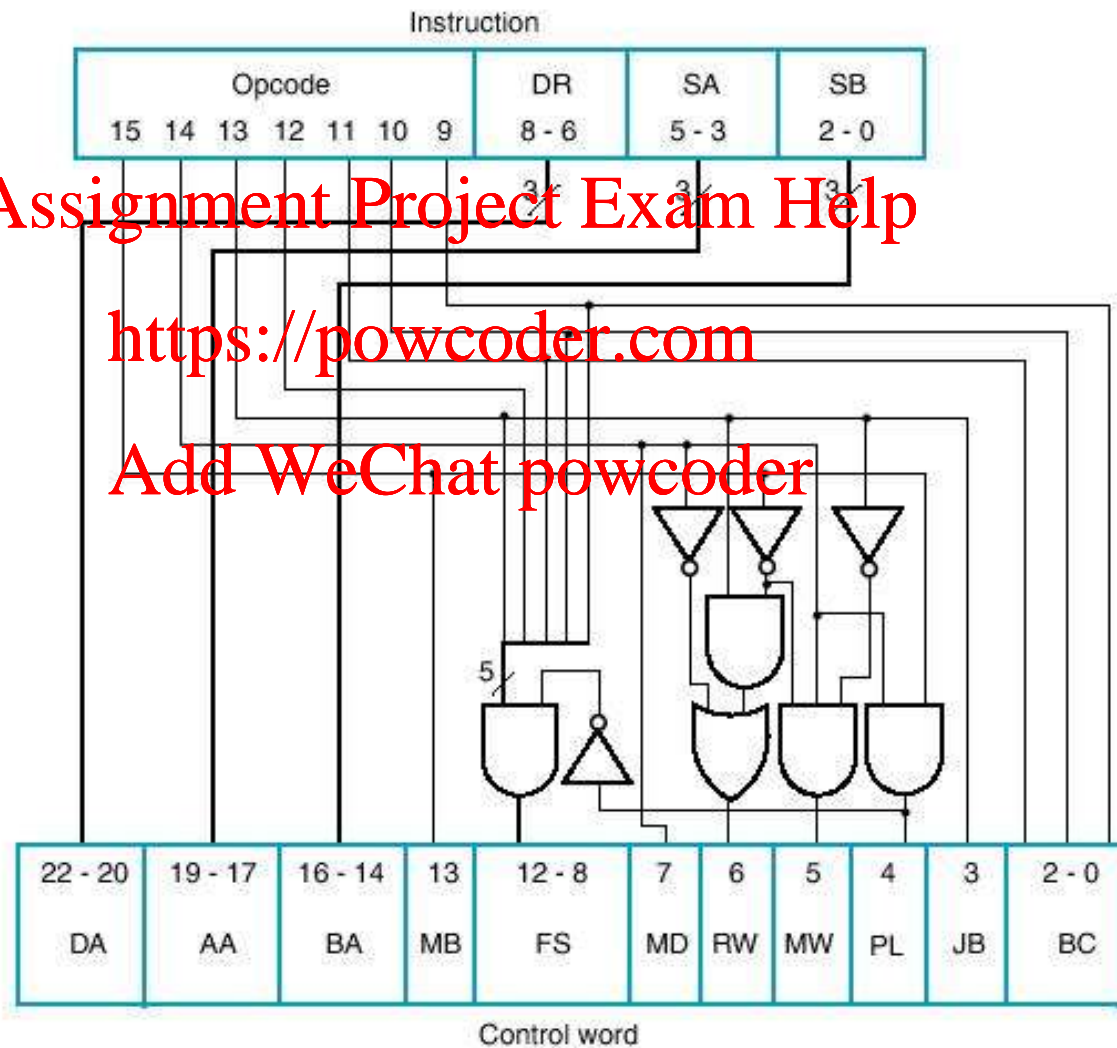 Instruction
Opcode DR SA SB
15 14 13 12 11 10 9 8 - 6 5 - 3 2 - 0
3 3 3
Assignment Project Exam Help
https://powcoder.com
Add WeChat powcoder
5
22 - 20 19 - 17 16 - 14 13 12 - 8 7 6 5 4 3 2 - 0
DA AA BA MB FS MD RW MW PL JB BC
Control word